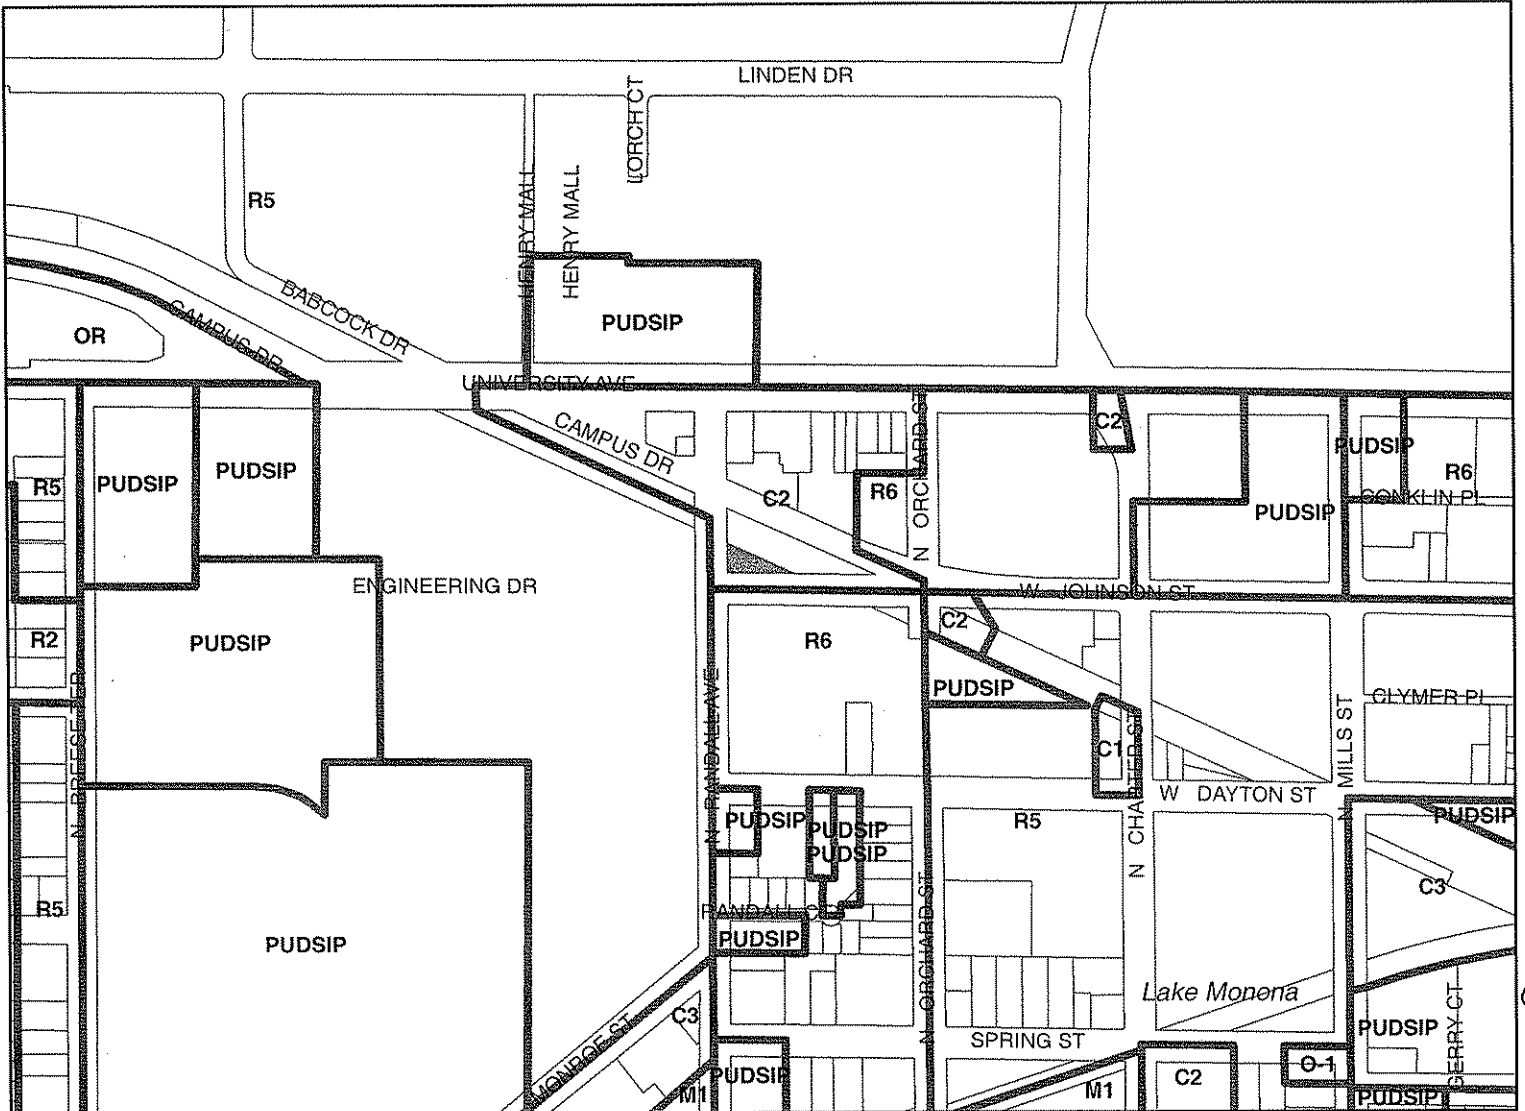 LINDEN DR
LORCH CT
R5
HENRY MALL
HENRY MALL
BABCOCK DR
CAMPUS DR
OR
PUDSIP
UNIVERSITY AVE
CAMPUS DR
N ORCHARD ST
C2
PUDSIP
R6
CONKLIN PL
PUDSIP
PUDSIP
R5
C2
R6
PUDSIP
ENGINEERING DR
W JOHNSON ST
R2
PUDSIP
R6
C2
PUDSIP
CLYMER PL
N RANDALL AVE
N CHARTER ST
N MILLS ST
C1
W DAYTON ST
PUDSIP
PUDSIP
PUDSIP
R5
PUDSIP
C3
R5
RANDALL
PUDSIP
PUDSIP
N ORCHARD ST
Lake Monona
C3
MONROE ST
SPRING ST
PUDSIP
GERRY CT
M1
PUDSIP
M1
C2
O-1
PUDSIP